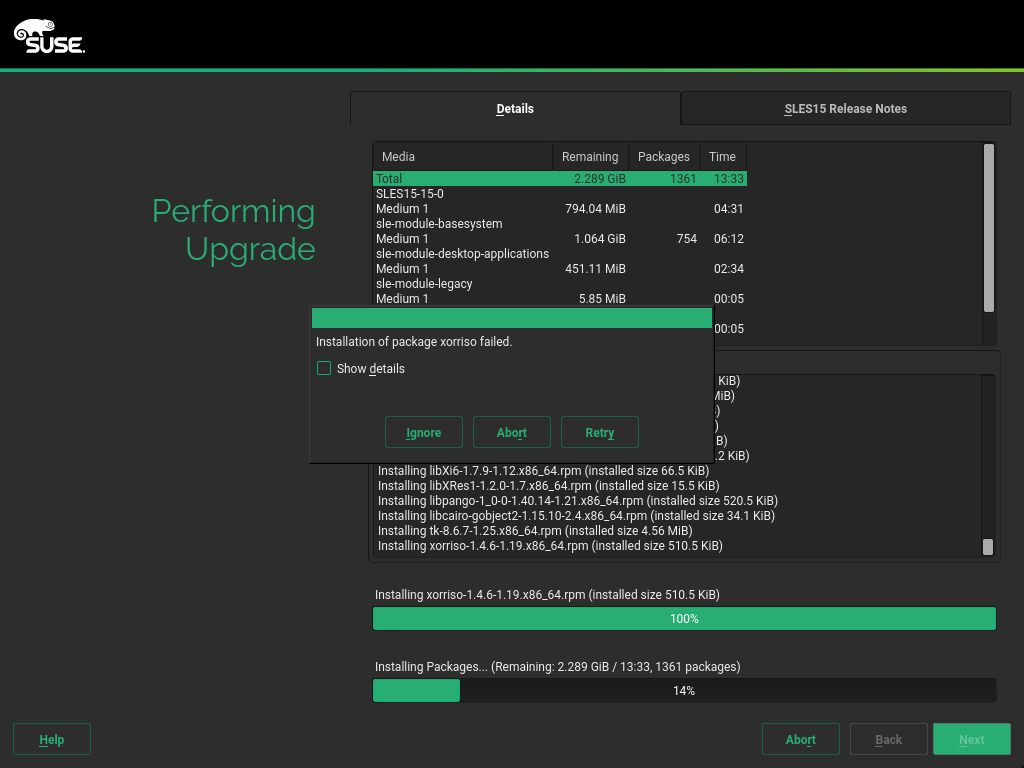 SUSE.
Details
SLES15 Release Notes
Performing
Upgrade
Media Remaining Packages Time
Total 2.289 GiB 1361 13:33
SLES15-15-0
Medium 1 794.04 MiB 04:31
sle-module-basesystem
Medium 1 1.064 GiB 754 06:12
sle-module-desktop-applications
Medium 1 451.11 MiB 02:34
sle-module-legacy
Medium 1 5.85 MiB 00:05
00:05
Installation of package xorriso failed.
Show details
Ignore Abort Retry
KiB)
MiB)
)
)
B)
.2 KiB)
Installing libXi6-1.7.9-1.12.x86_64.rpm (installed size 66.5 KiB)
Installing libXRes1-1.2.0-1.7.x86_64.rpm (installed size 15.5 KiB)
Installing libpango-1_0-0-1.40.14-1.21.x86_64.rpm (installed size 520.5 KiB)
Installing libcairo-gobject2-1.15.10-2.4.x86_64.rpm (installed size 34.1 KiB)
Installing tk-8.6.7-1.25.x86_64.rpm (installed size 4.56 MiB)
Installing xorriso-1.4.6-1.19.x86_64.rpm (installed size 510.5 KiB)
Installing xorriso-1.4.6-1.19.x86_64.rpm (installed size 510.5 KiB)
100%
Installing Packages... (Remaining: 2.289 GiB / 13:33, 1361 packages)
14%
Help Abort Back Next